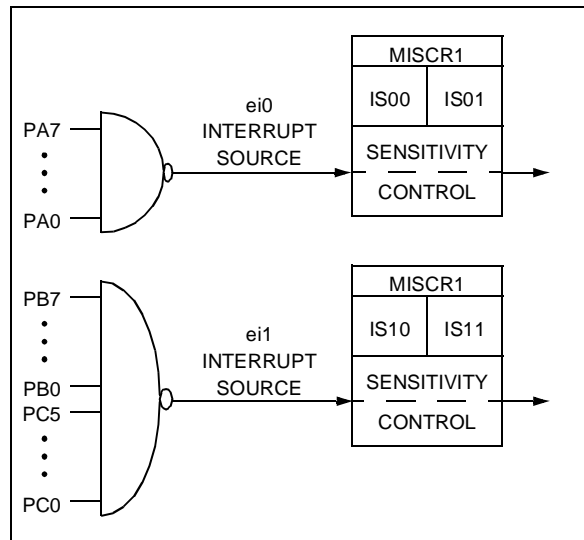 MISCR1
IS00 IS01
ei0
INTERRUPT
SOURCE
PA7
PA0
SENSITIVITY
CONTROL
MISCR1
IS10 IS11
ei1
INTERRUPT
SOURCE
PB7
PB0
PC5
PC0
SENSITIVITY
CONTROL